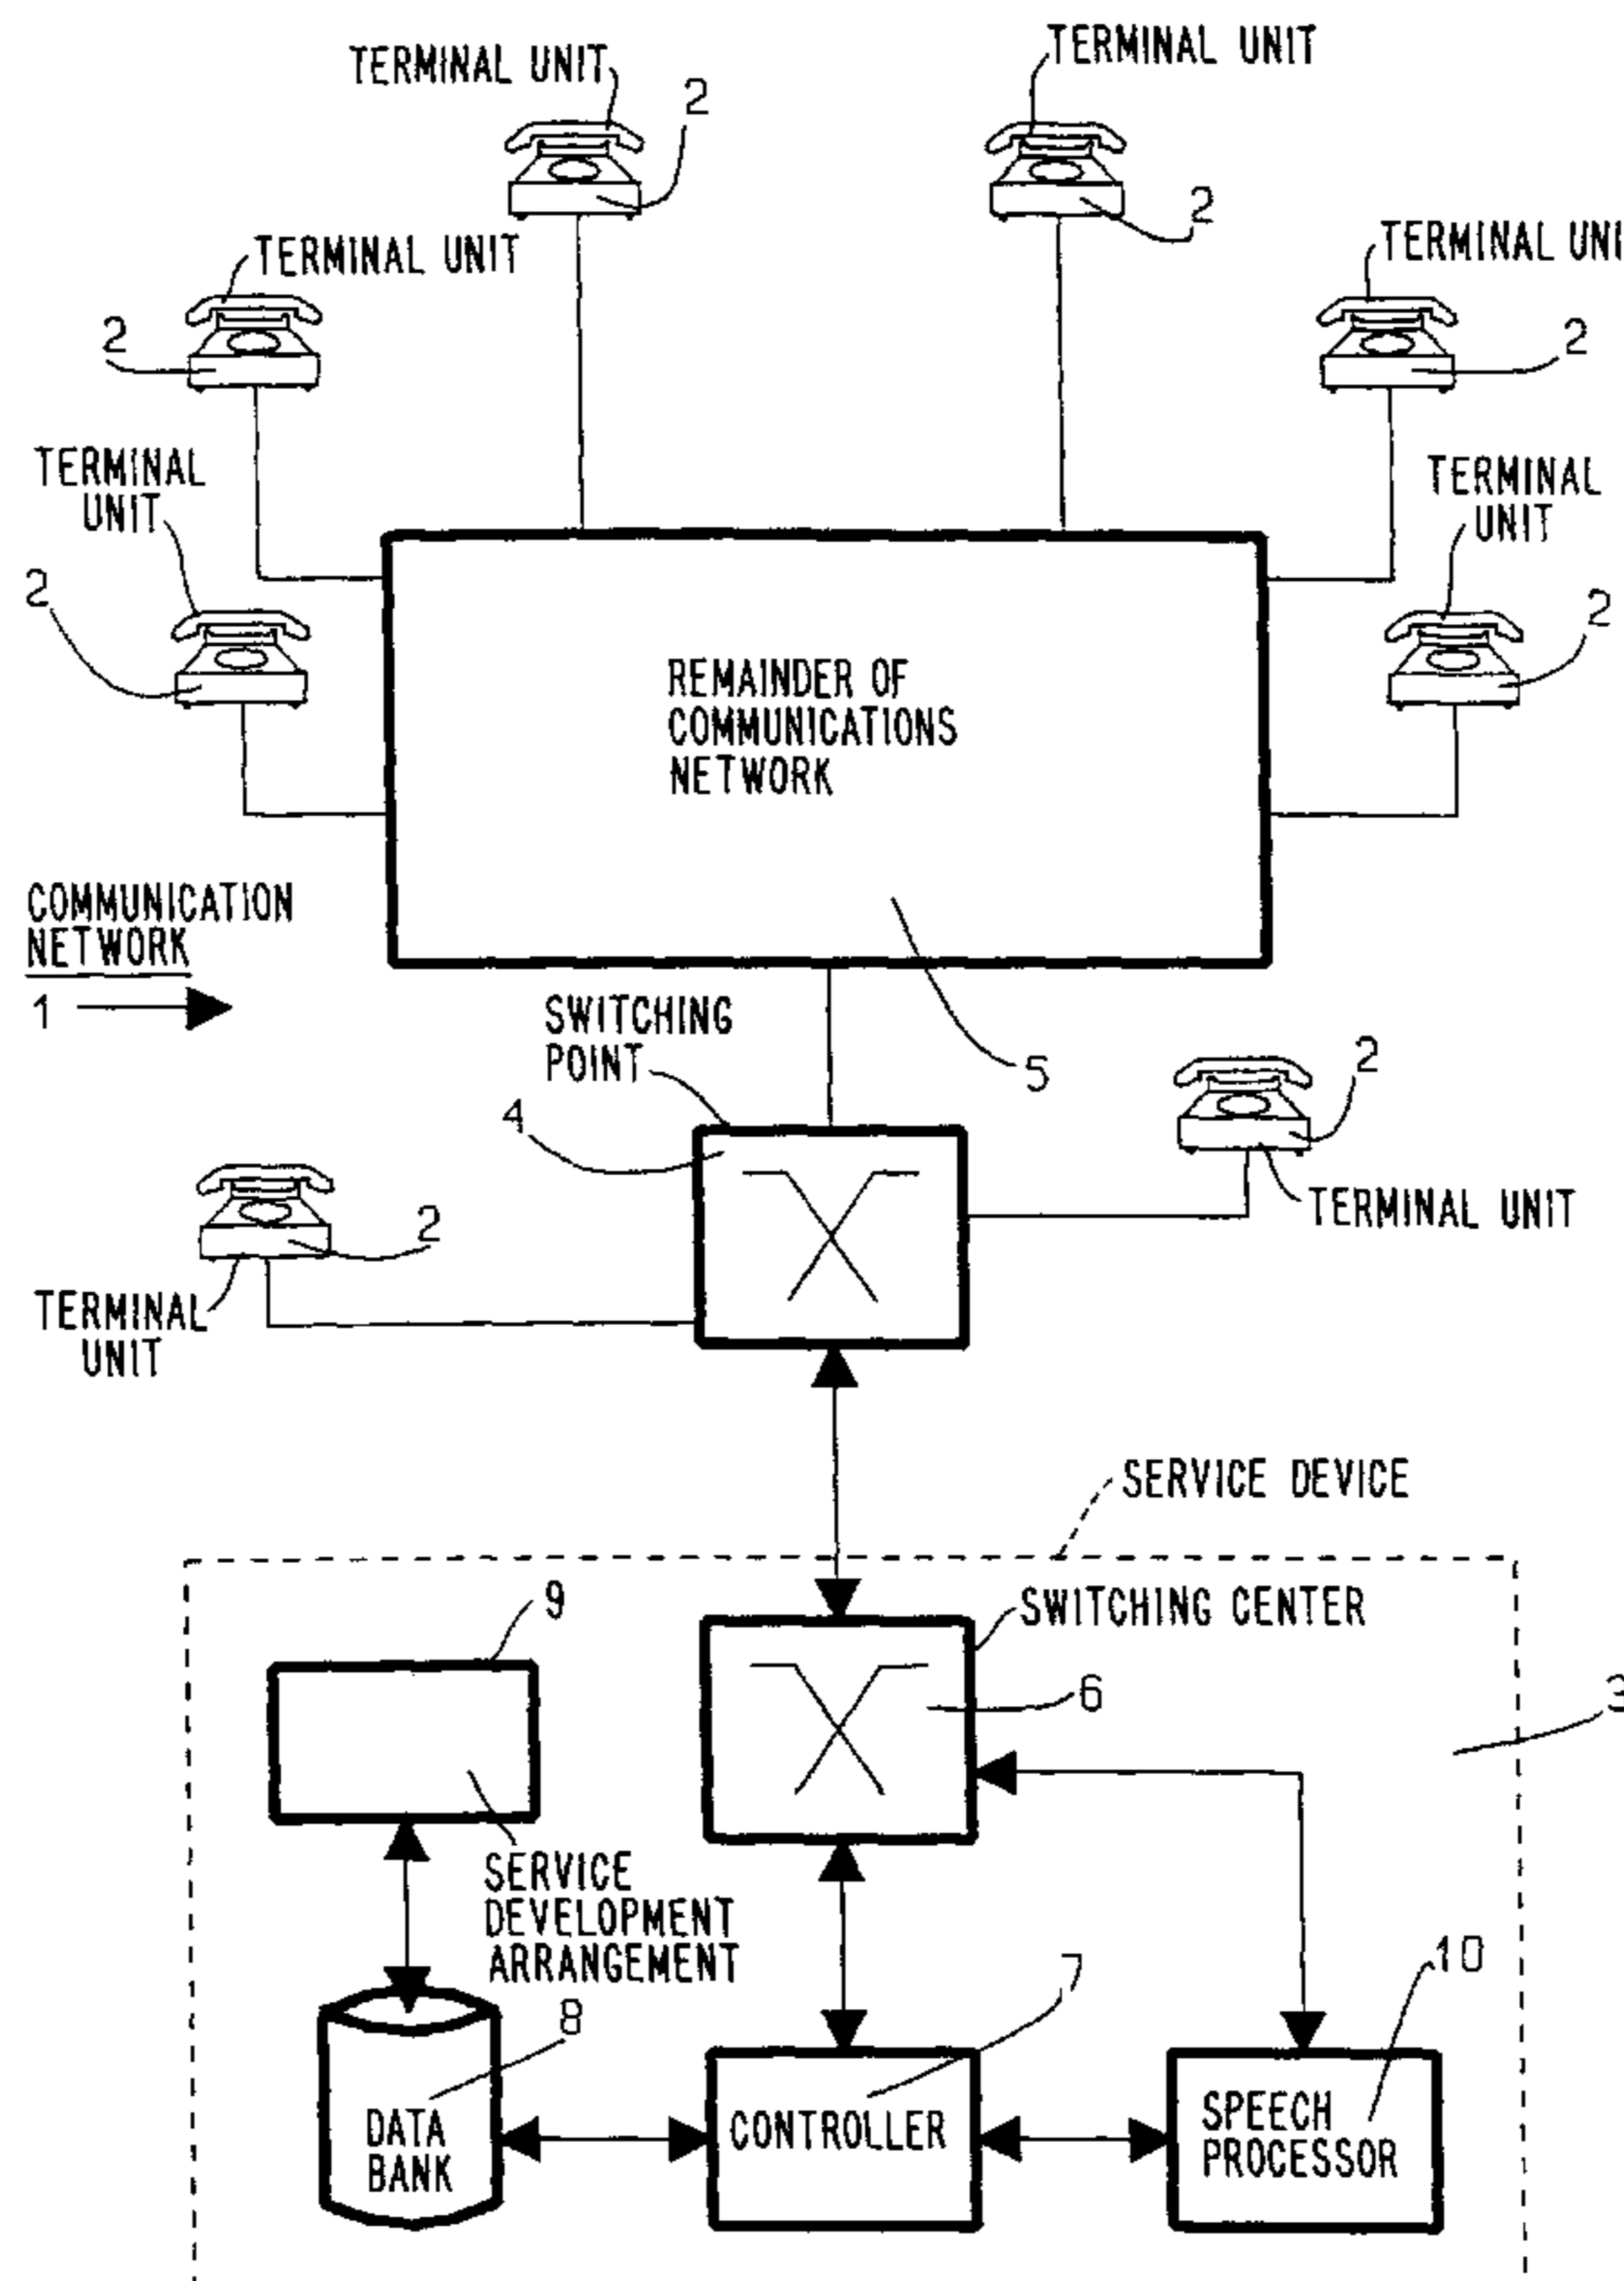 TERMINAL UNIT
TERMINAL UNIT
2
2
TERMINAL UNIT
TERMINAL UNI
2
2
TERMINAL
UNIT
TERMINAL
UNIT
2
2
REMAINDER OF
COMMUNICATIONS
NETWORK
COMMUNICATION
NETWORK
1
SWITCHING
POINT
5
2
4
TERMINAL UNIT
2
TERMINAL
UNIT
SERVICE DEVICE
9
SWITCHING CENTER
6
3
SERVICE
DEVELOPMENT
ARRANGEMENT
7
10
8
DATA
BANK
CONTROLLER
SPEECH
PROCESSOR